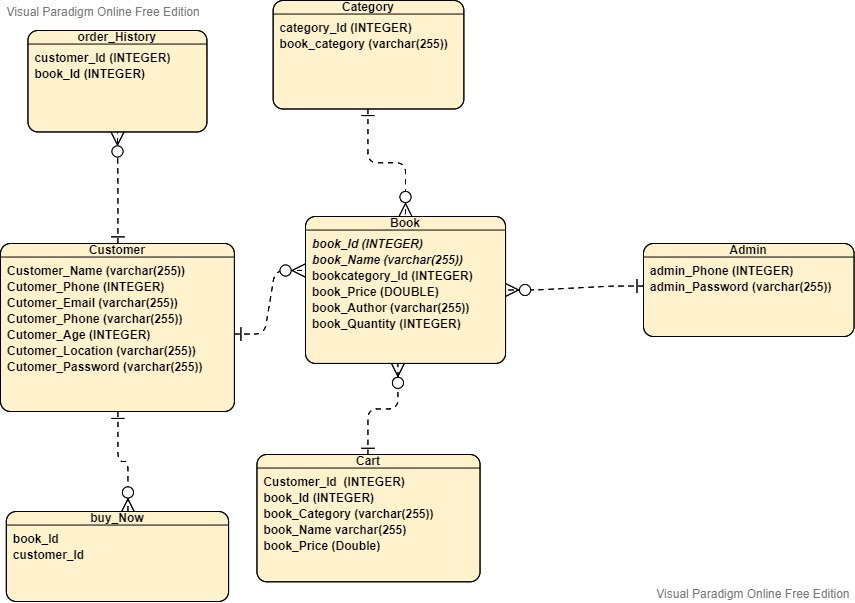 Visual Paradigm Online Free Edition
order_History
customer_Id (INTEGER)
book_Id (INTEGER)
Category
category_Id (INTEGER)
book_category (varchar(255))
Customer
Customer_Name (varchar(255))
Cutomer_Phone (INTEGER)
Cutomer_Email (varchar(255))
Cutomer_Phone (varchar(255))
Cutomer_Age (INTEGER)
Cutomer_Location (varchar(255))
Cutomer_Password (varchar(255))
Book
book_Id (INTEGER)
book_Name (varchar(255))
bookcategory_Id (INTEGER)
book_Price (DOUBLE)
book_Author (varchar(255))
book_Quantity (INTEGER)
Admin
admin_Phone (INTEGER)
admin_Password (varchar(255))
buy_Now
book_Id
customer_Id
Cart
Customer_Id (INTEGER)
book_Id (INTEGER)
book_Category (varchar(255))
book_Name varchar(255)
book_Price (Double)
Visual Paradigm Online Free Edition